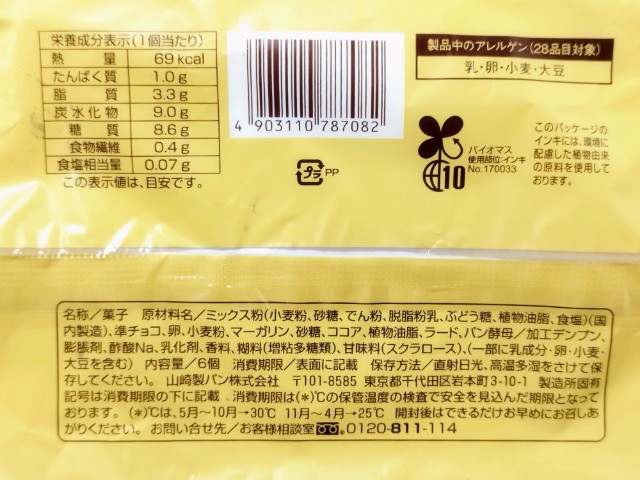 栄養成分表示(1個当たり)
熱量 69kcal
たんぱく質 1.0g
脂質 3.3g
炭水化物 9.0g
糖質 8.6g
食物繊維 0.4g
食塩相当量 0.07g
この表示値は、目安です。
4 903110 787082
プラ PP
製品中のアレルゲン(28品目対象)
乳・卵・小麦・大豆
バイオマス
使用部位:インキ
No.170033
10
このパッケージの
インキには、環境に
配慮した植物由来
の原料を使用して
おります。
名称/菓子 原材料名/ミックス粉(小麦粉、砂糖、でん粉、脱脂粉乳、ぶどう糖、植物油脂、食塩)(国
内製造)、準チョコ、卵、小麦粉、マーガリン、砂糖、ココア、植物油脂、ラード、パン酵母/加工デンプン、
膨脹剤、酢酸Na、乳化剤、香料、糊料(増粘多糖類)、甘味料(スクラロース)、(一部に乳成分・卵・小麦・
大豆を含む) 内容量/6個 消費期限/表面に記載 保存方法/直射日光、高温多湿をさけて保
存してください。 山崎製パン株式会社 〒101-8585 東京都千代田区岩本町3-10-1 製造所固有
記号は消費期限の下に記載 消費期限は(*)℃の保管温度の検査で安全を見込んだ期限となって
おります。 (*)℃は、5月~10月→30℃ 11月~4月→25℃ 開封後はできるだけお早めにお召しあ
がりください。 お問い合せ先/お客様相談室 0120-811-114